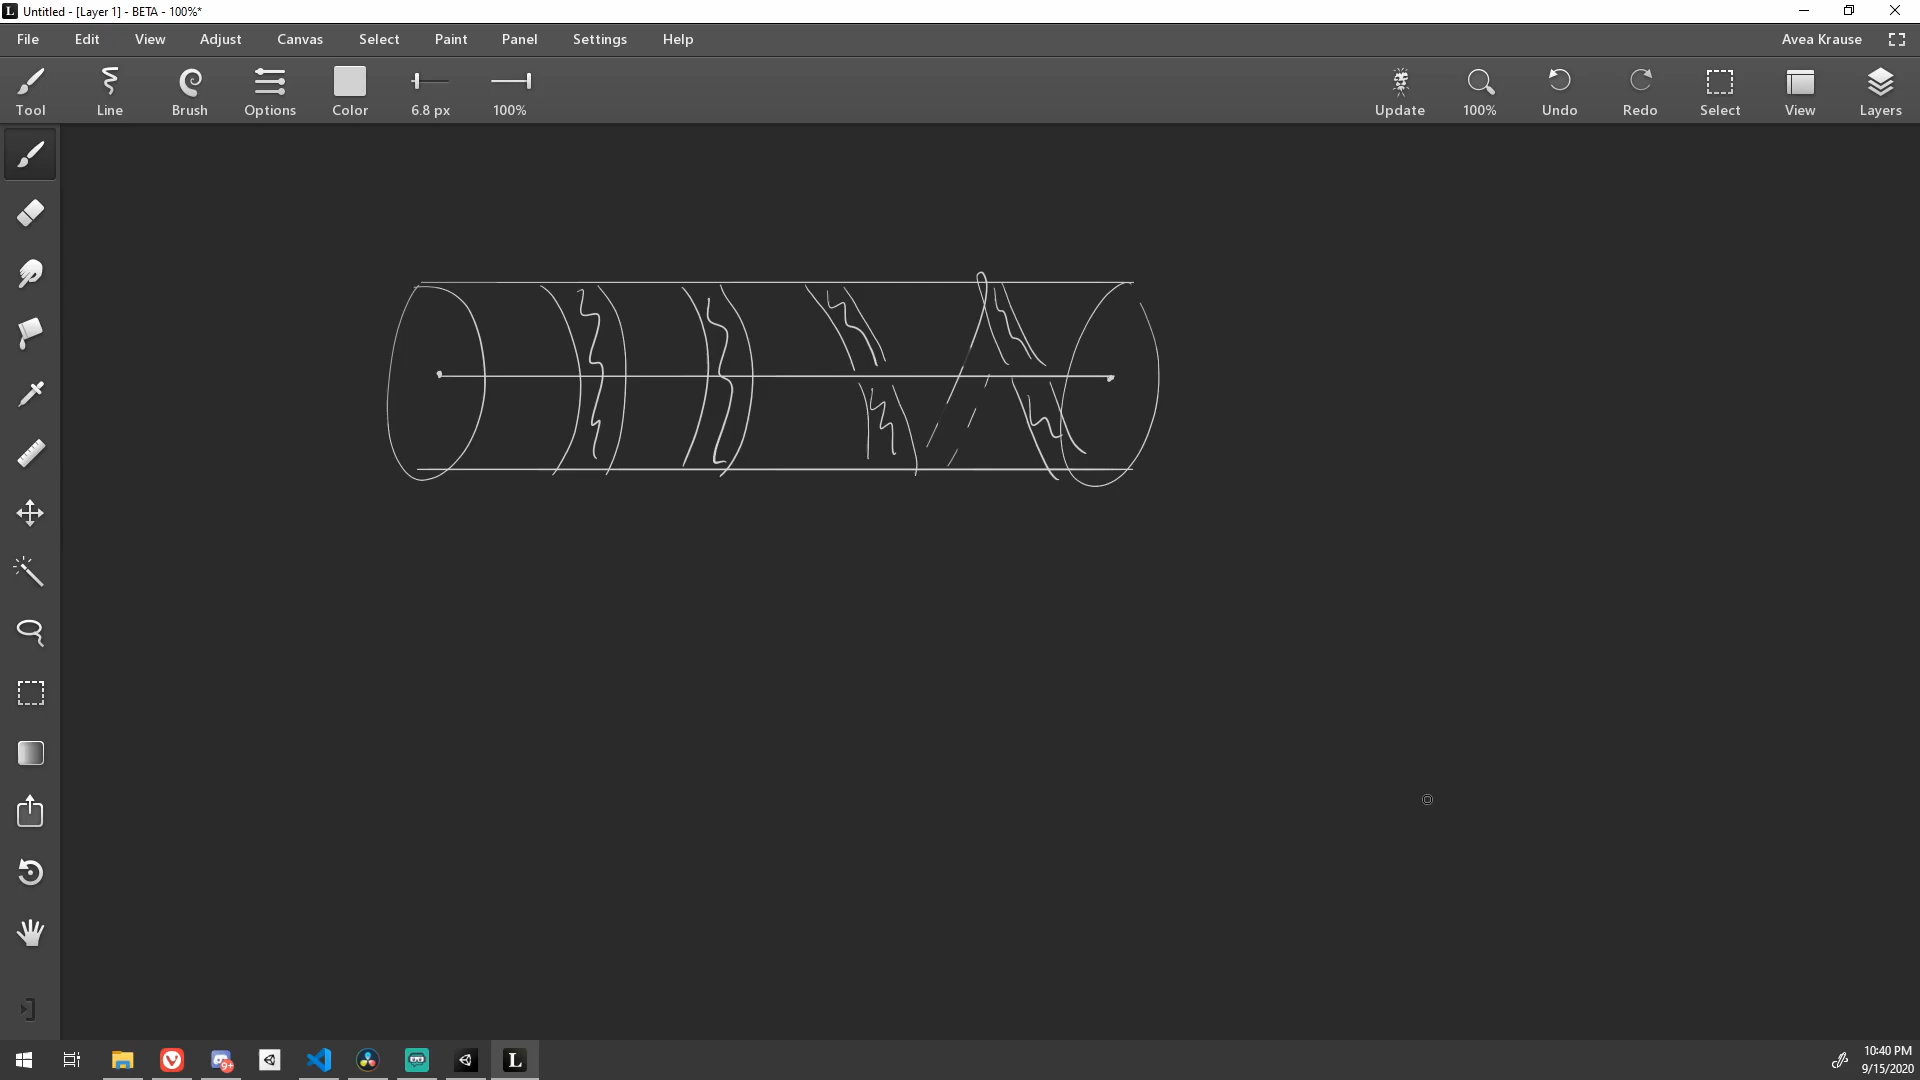 L Untitled - [Layer 1] - BETA - 100%*
File Edit View Adjust Canvas Select Paint Panel Settings Help Avea Krause
Tool Line Brush Options Color 6.8 px 100% Update 100% Undo Redo Select View Layers
9+ L
10:40 PM
9/15/2020